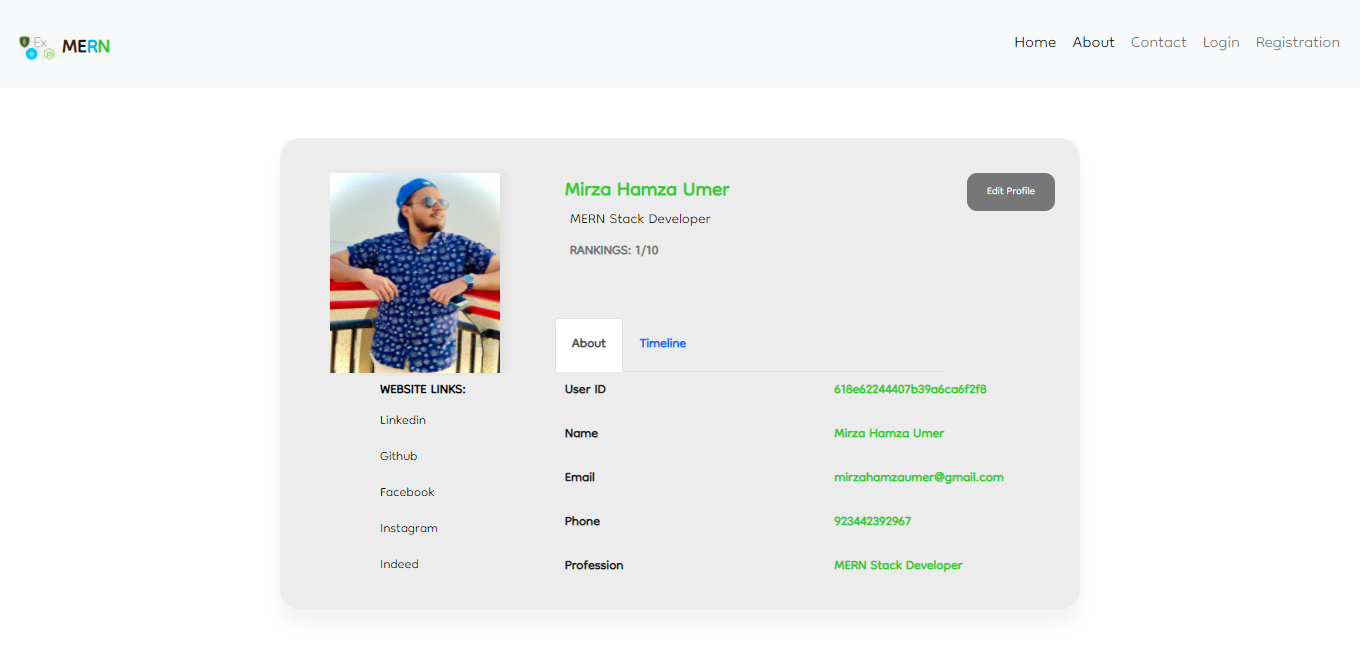 Ex MERN
Home About Contact Login Registration
Mirza Hamza Umer
Edit Profile
MERN Stack Developer
RANKINGS: 1/10
About Timeline
WEBSITE LINKS:
Linkedin
Github
Facebook
Instagram
Indeed
User ID 618e62244407b39a6ca6f2f8
Name Mirza Hamza Umer
Email mirzahamzaumer@gmail.com
Phone 923442392967
Profession MERN Stack Developer